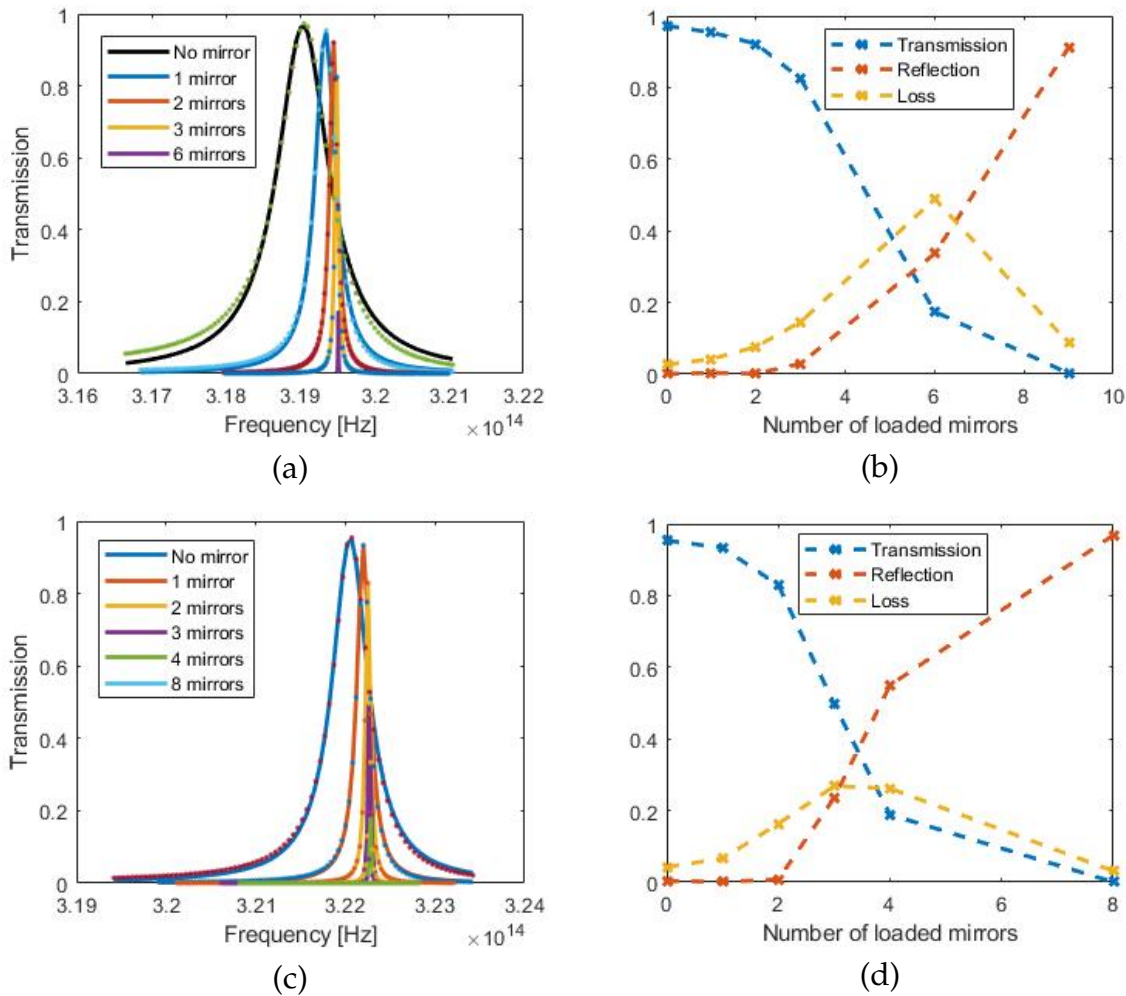 1
0.8
0.6
0.4
0.2
0
Transmission
No mirror
1 mirror
2 mirrors
3 mirrors
6 mirrors
3.16 3.18 3.19 3.2 3.21 3.22
Frequency [Hz]
× 10¹⁴
(a)
1
0.8
0.6
0.4
0.2
0
Transmission
Reflection
Loss
0 2 4 6 8 10
Number of loaded mirrors
(b)
1
0.8
0.6
0.4
0.2
0
Transmission
No mirror
1 mirror
2 mirrors
3 mirrors
4 mirrors
8 mirrors
3.19 3.2 3.21 3.22 3.23 3.24
Frequency [Hz]
× 10¹⁴
(c)
1
0.8
0.6
0.4
0.2
0
Transmission
Reflection
Loss
0 2 4 6 8
Number of loaded mirrors
(d)